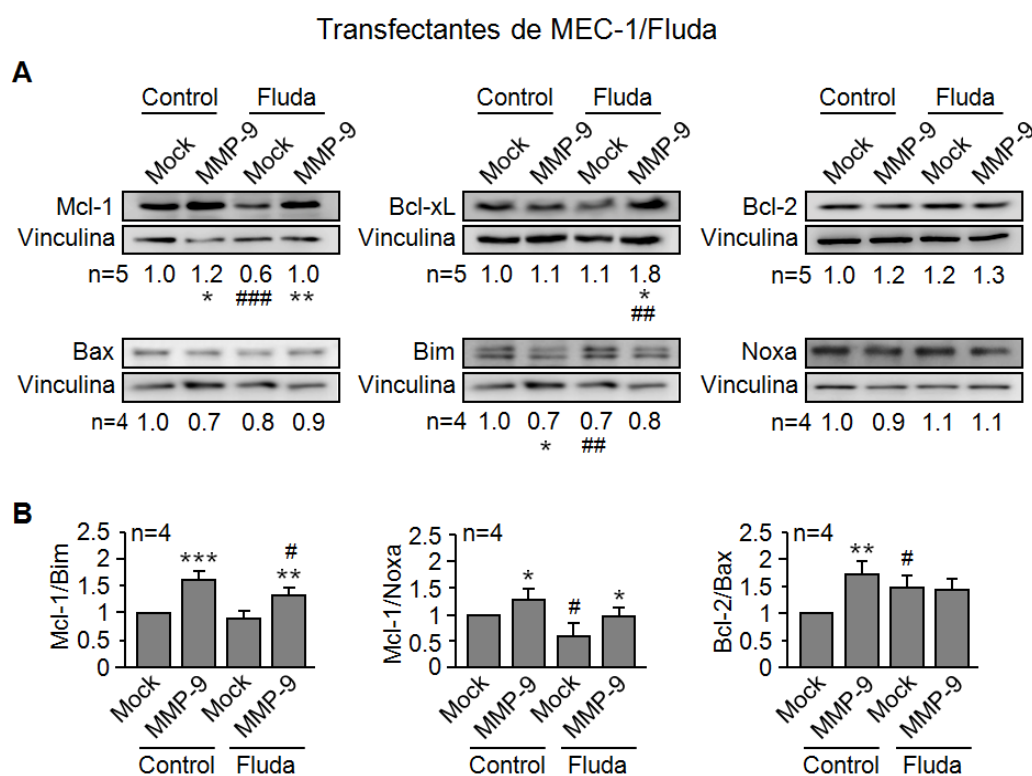 Transfectantes de MEC-1/Fluda
A
Control Fluda
Mock MMP-9 Mock MMP-9
Mcl-1
Vinculina
n=5 1.0 1.2 0.6 1.0
* ### **
Control Fluda
Mock MMP-9 Mock MMP-9
Bcl-xL
Vinculina
n=5 1.0 1.1 1.1 1.8
*
##
Control Fluda
Mock MMP-9 Mock MMP-9
Bcl-2
Vinculina
n=5 1.0 1.2 1.2 1.3
Bax
Vinculina
n=4 1.0 0.7 0.8 0.9
Bim
Vinculina
n=4 1.0 0.7 0.7 0.8
* ##
Noxa
Vinculina
n=4 1.0 0.9 1.1 1.1
B
Mcl-1/Bim
2.5
2
1.5
1
0.5
0
n=4
*** # **
Mock MMP-9 Mock MMP-9
Control Fluda
Mcl-1/Noxa
2.5
2
1.5
1
0.5
0
n=4
* # *
Mock MMP-9 Mock MMP-9
Control Fluda
Bcl-2/Bax
2.5
2
1.5
1
0.5
0
n=4
** #
Mock MMP-9 Mock MMP-9
Control Fluda